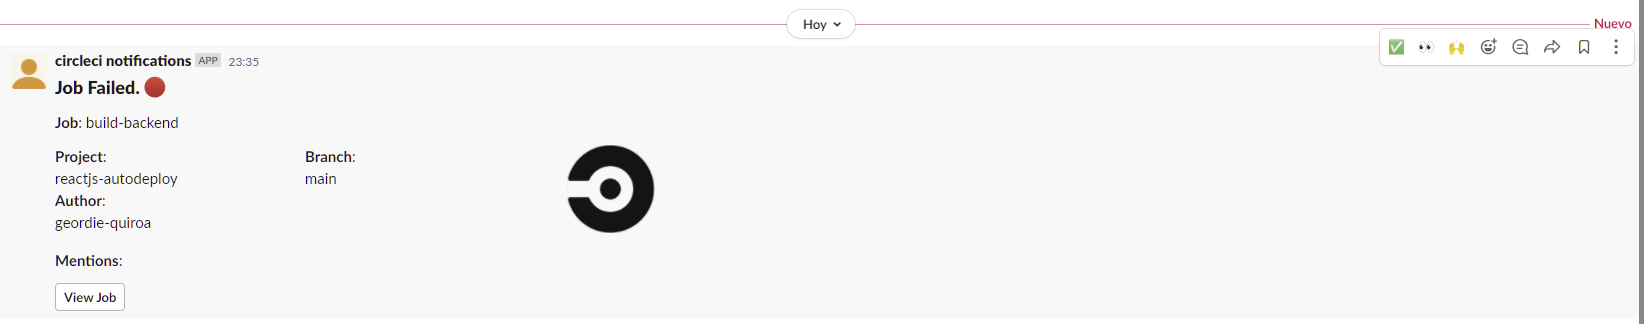 Hoy
Nuevo
circleci notifications APP 23:35
Job Failed.
Job: build-backend
Project: Branch:
reactjs-autodeploy main
Author:
geordie-quiroa
Mentions:
View Job